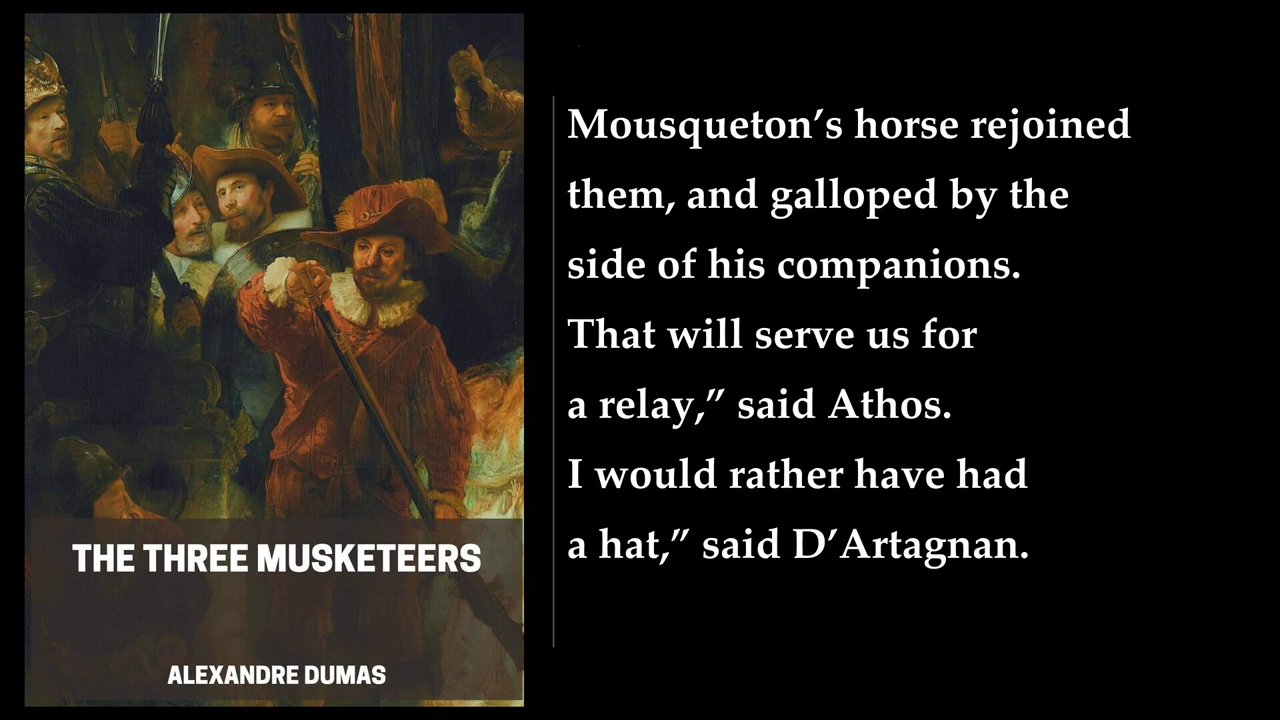 THE THREE MUSKETEERS
ALEXANDRE DUMAS
Mousqueton’s horse rejoined
them, and galloped by the
side of his companions.
That will serve us for
a relay,” said Athos.
I would rather have had
a hat,” said D’Artagnan.